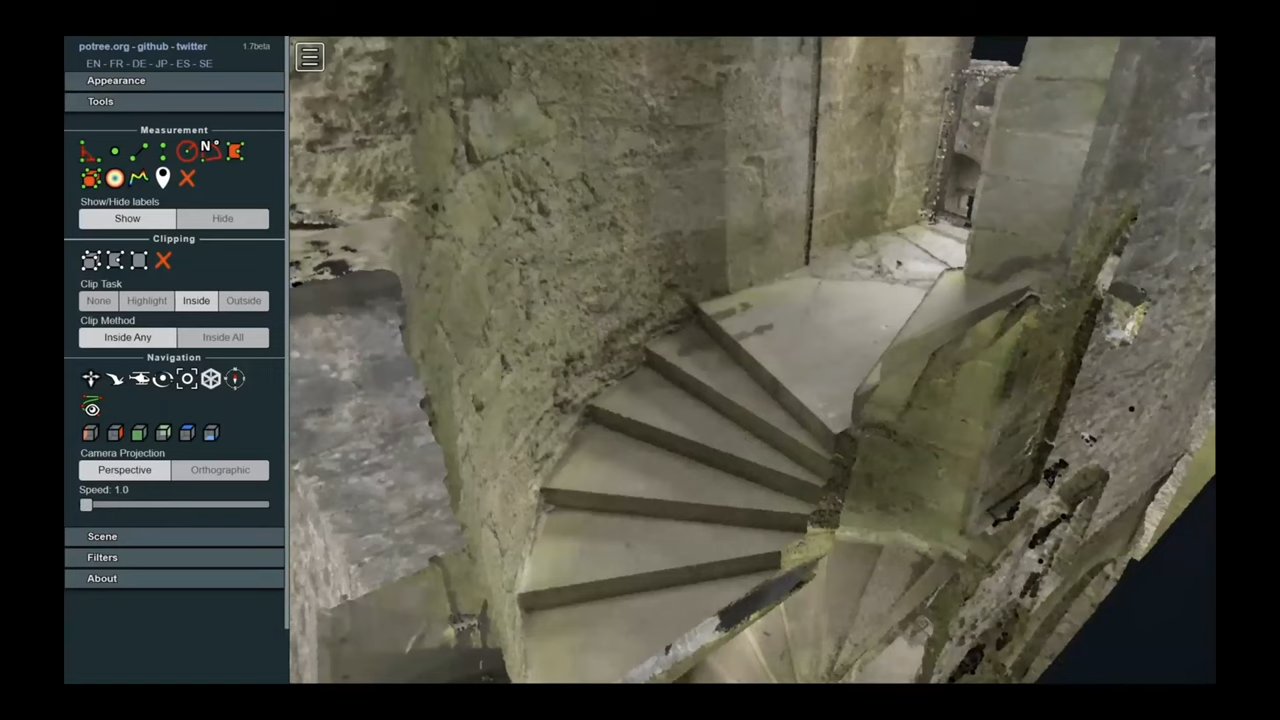 potree.org - github - twitter 1.7beta
EN - FR - DE - JP - ES - SE
Appearance
Tools
Measurement
N°
Show/Hide labels
Show Hide
Clipping
Clip Task
None Highlight Inside Outside
Clip Method
Inside Any Inside All
Navigation
Camera Projection
Perspective Orthographic
Speed: 1.0
Scene
Filters
About